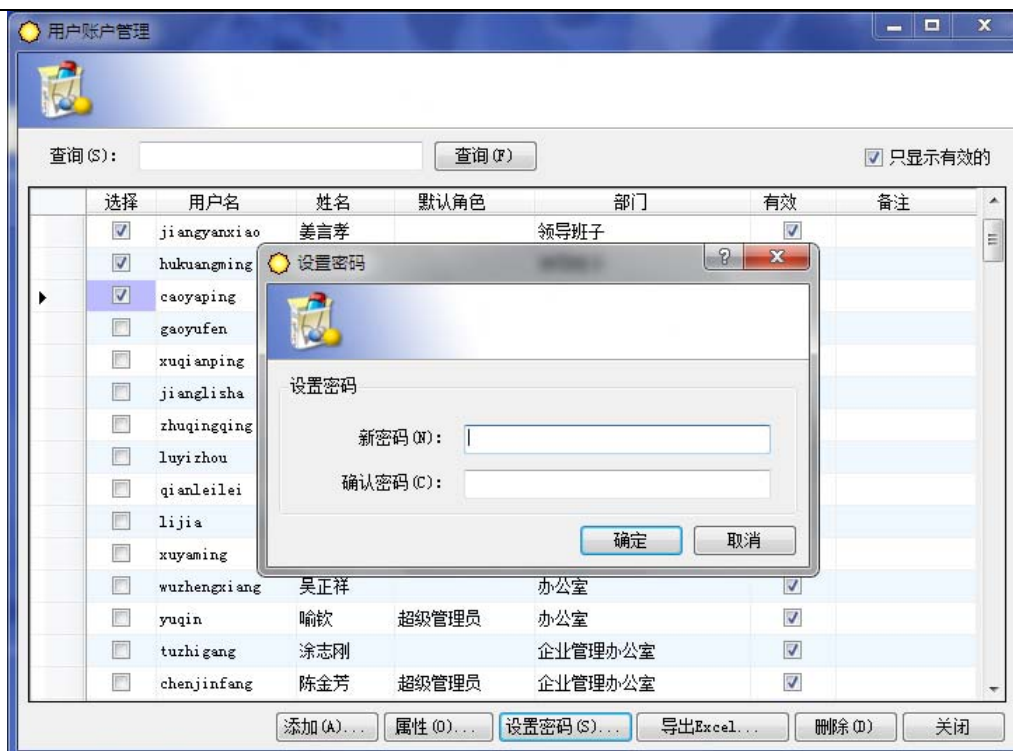 用户账户管理
查询(S)： 查询(F) 只显示有效的
选择 用户名 姓名 默认角色 部门 有效 备注
jiangyanxiao 姜言孝 领导班子
hukuangming
设置密码
caoyaping
gaoyufen
xuqianping
jianglisha
设置密码
zhuqingqing
新密码(N)：
luyizhou
确认密码(C)：
qianleilei
lijia
确定 取消
xuyaming
wuzhengxiang 吴正祥 办公室
yuqin 喻钦 超级管理员 办公室
tuzhigang 涂志刚 企业管理办公室
chenjinfang 陈金芳 超级管理员 企业管理办公室
添加(A)... 属性(O)... 设置密码(S)... 导出Excel... 删除(D) 关闭